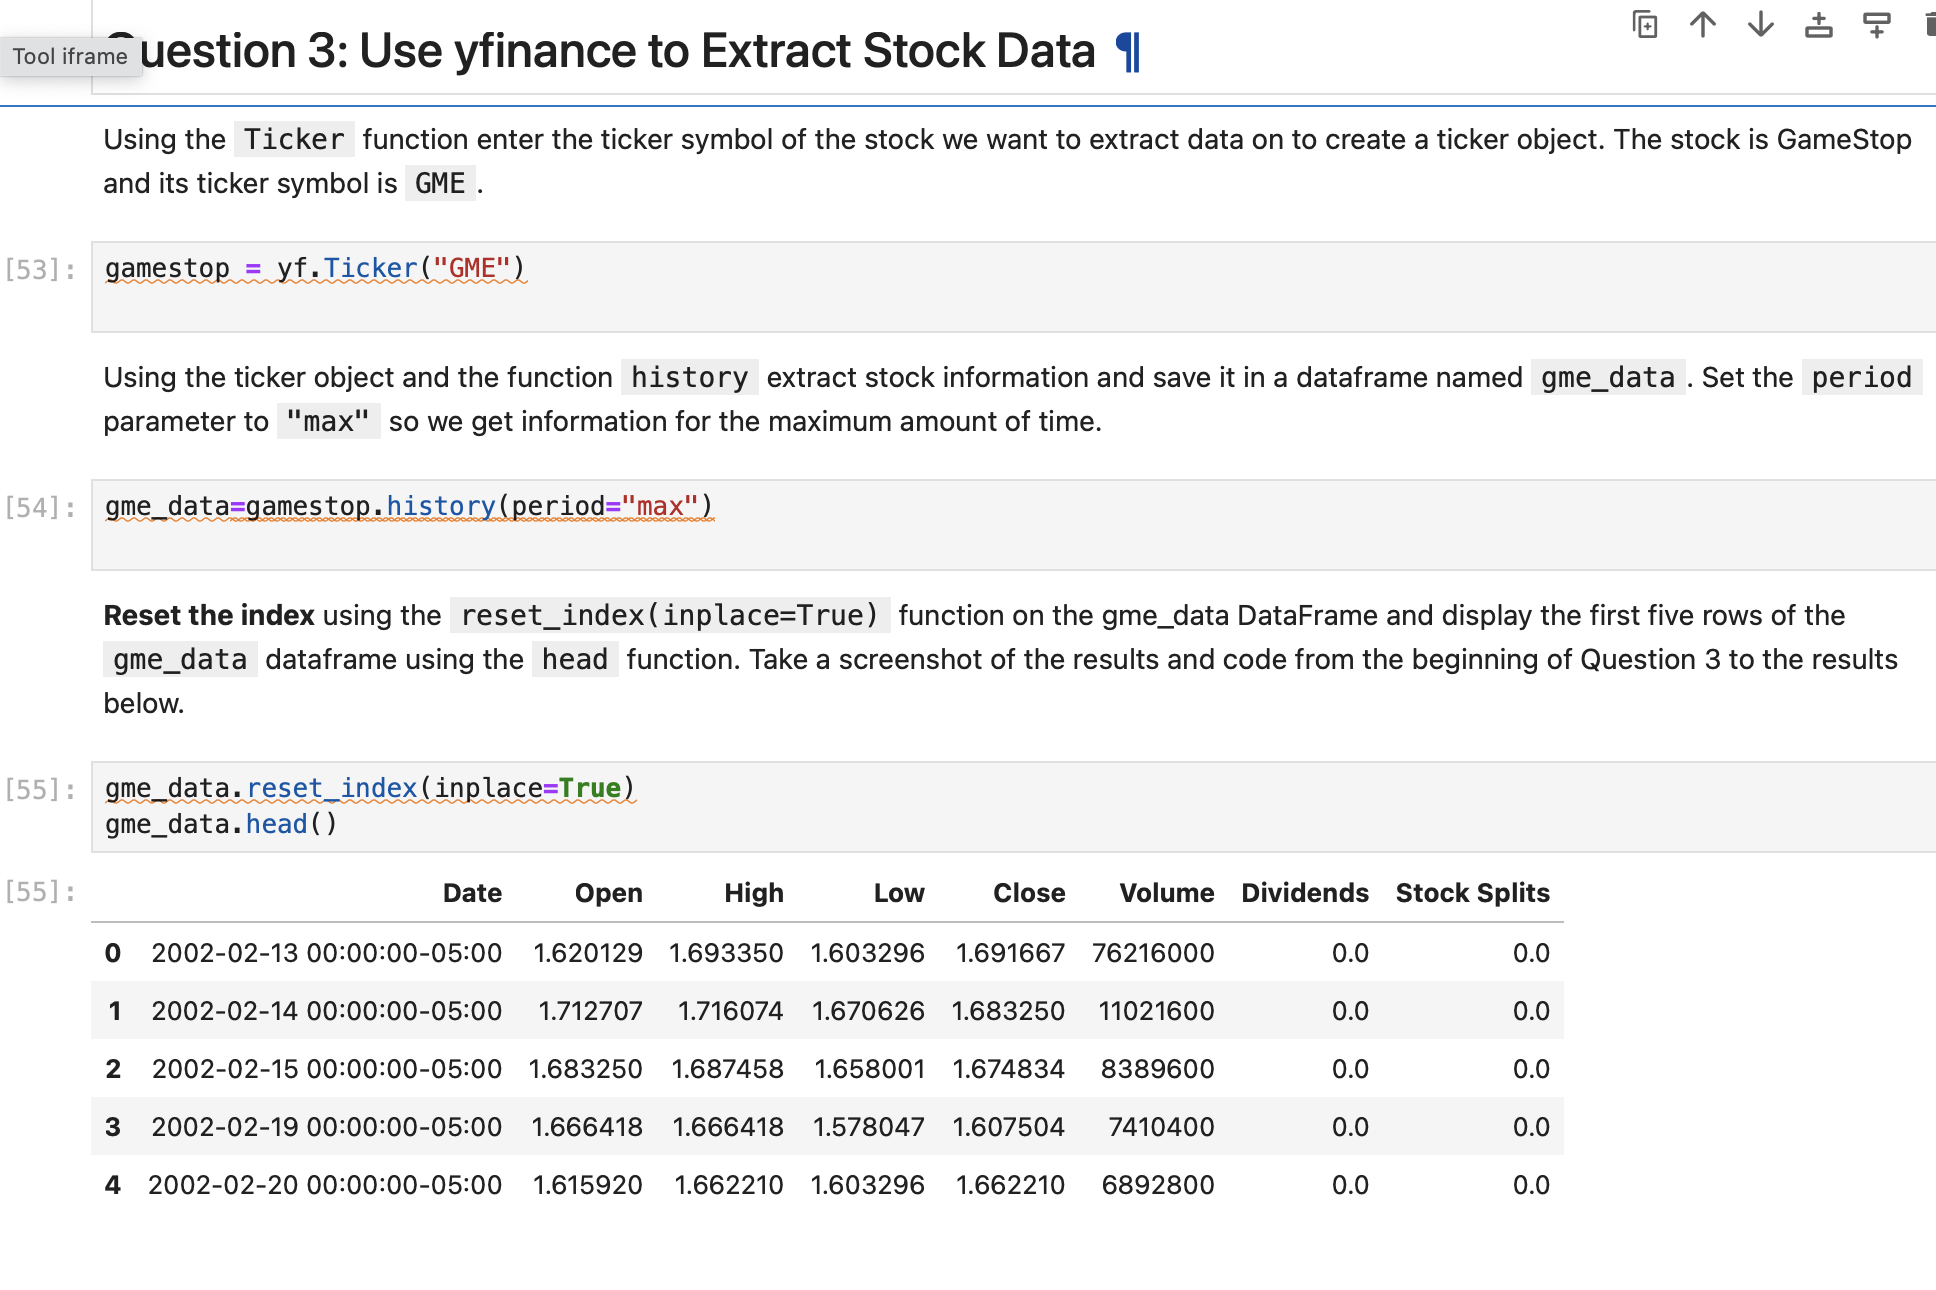 Question 3: Use yfinance to Extract Stock Data ¶
Tool iframe
Using the Ticker function enter the ticker symbol of the stock we want to extract data on to create a ticker object. The stock is GameStop
and its ticker symbol is GME .
[53]: gamestop = yf.Ticker("GME")
Using the ticker object and the function history extract stock information and save it in a dataframe named gme_data . Set the period
parameter to "max" so we get information for the maximum amount of time.
[54]: gme_data=gamestop.history(period="max")
Reset the index using the reset_index(inplace=True) function on the gme_data DataFrame and display the first five rows of the
gme_data dataframe using the head function. Take a screenshot of the results and code from the beginning of Question 3 to the results
below.
[55]: gme_data.reset_index(inplace=True)
gme_data.head()
[55]: Date Open High Low Close Volume Dividends Stock Splits
0 2002-02-13 00:00:00-05:00 1.620129 1.693350 1.603296 1.691667 76216000 0.0 0.0
1 2002-02-14 00:00:00-05:00 1.712707 1.716074 1.670626 1.683250 11021600 0.0 0.0
2 2002-02-15 00:00:00-05:00 1.683250 1.687458 1.658001 1.674834 8389600 0.0 0.0
3 2002-02-19 00:00:00-05:00 1.666418 1.666418 1.578047 1.607504 7410400 0.0 0.0
4 2002-02-20 00:00:00-05:00 1.615920 1.662210 1.603296 1.662210 6892800 0.0 0.0